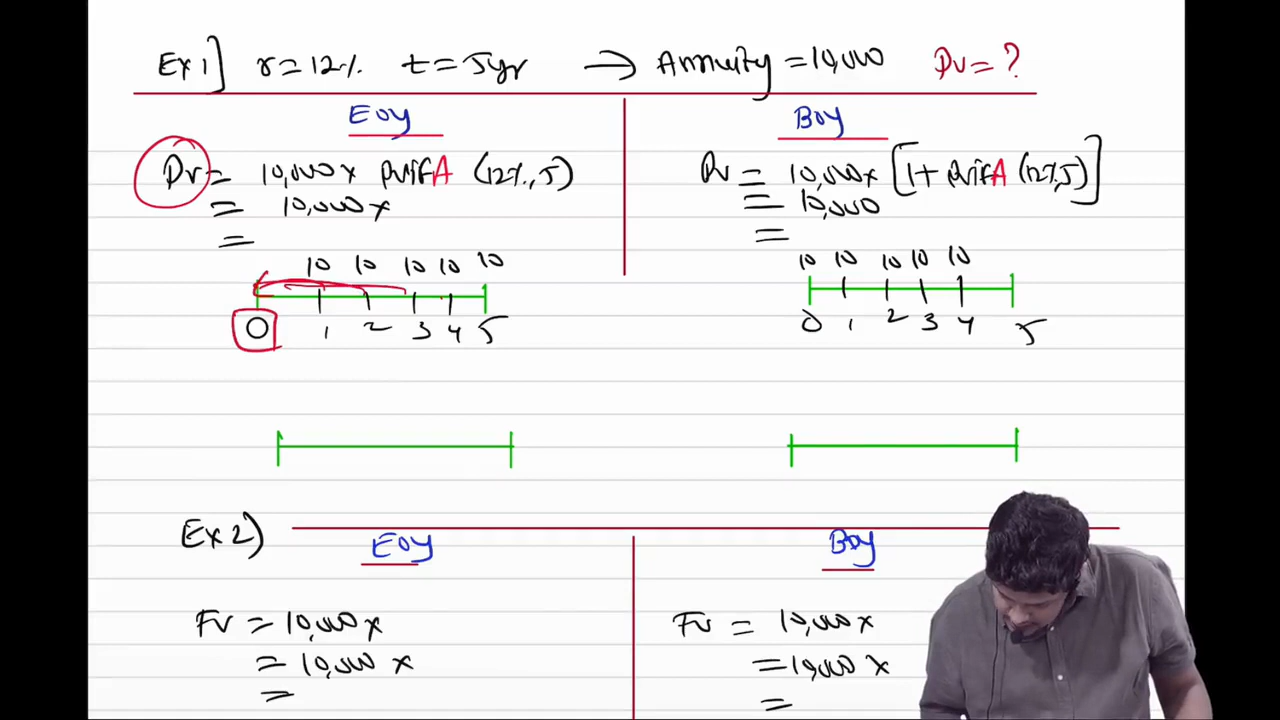 Ex 1] r = 12% t = 5yr → Annuity = 10,000 Pv = ?
Eoy
Pv = 10,000 x pvifA (12%, 5)
= 10,000 x
=
10 10 10 10 10
0 1 2 3 4 5
Boy
Pv = 10,000 x [1 + pvifA (12%, 5)]
= 10,000
=
10 10 10 10 10
0 1 2 3 4 5
Ex 2)
Eoy
Fv = 10,000 x
= 10,000 x
=
Boy
Fv = 10,000 x
= 10,000 x
=